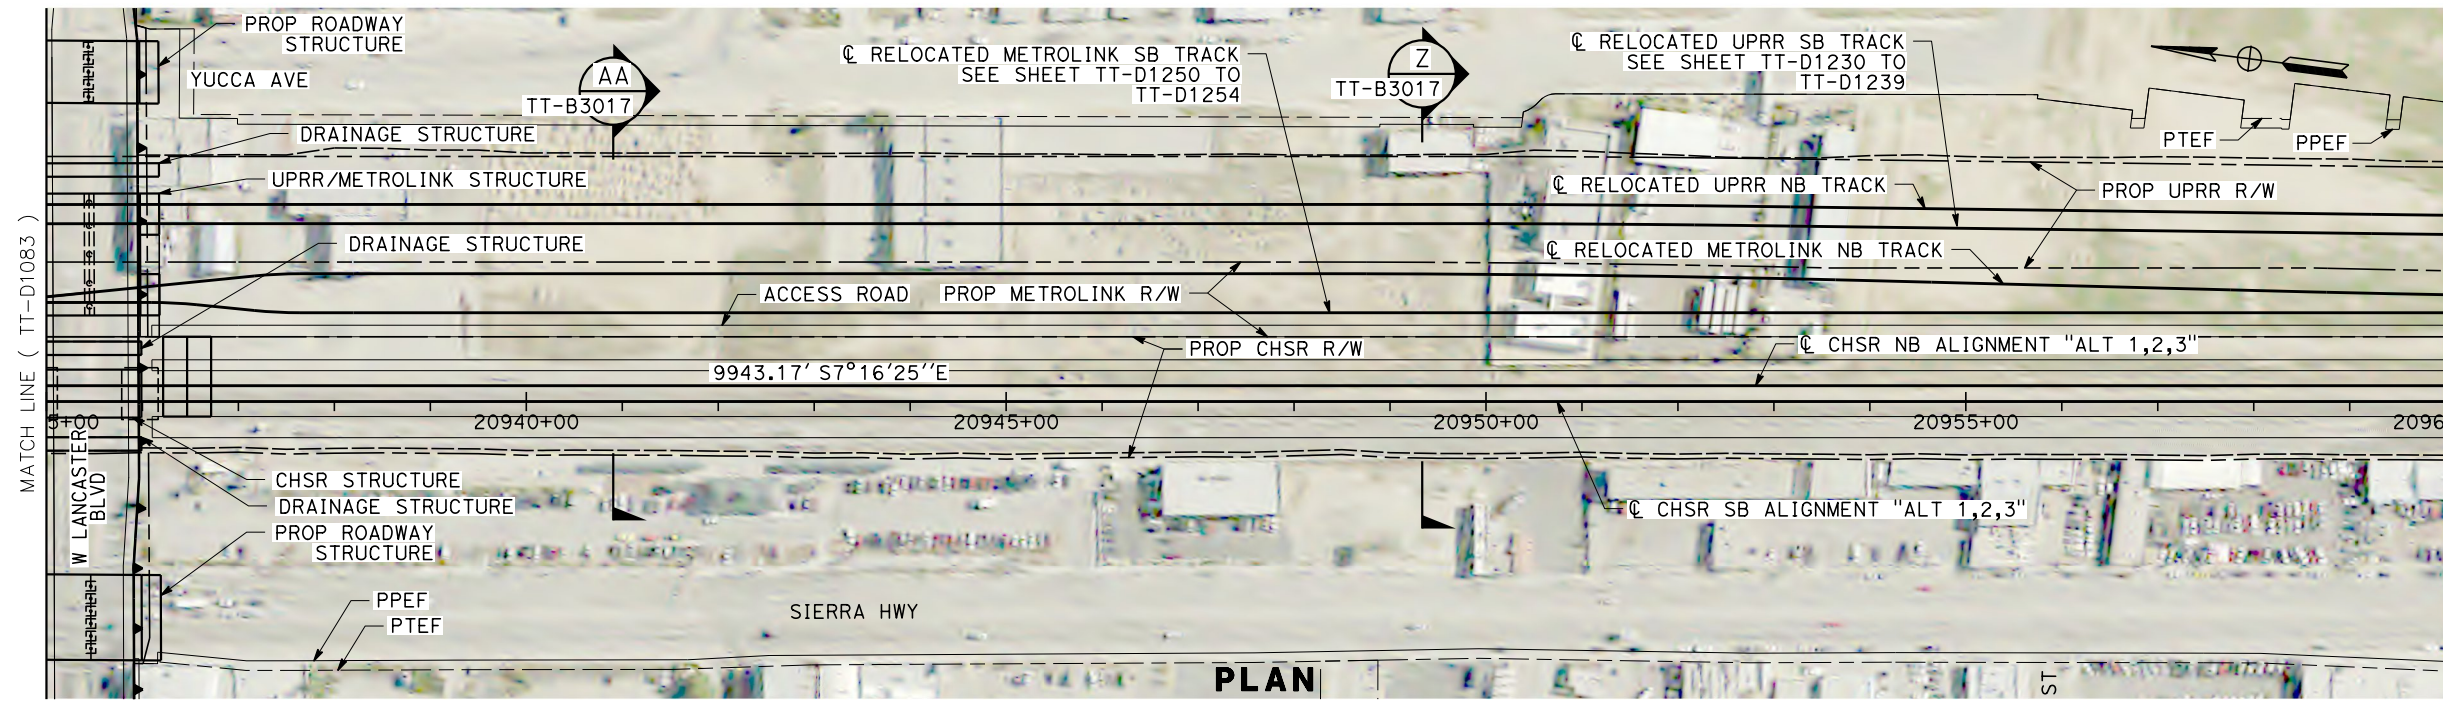 PROP ROADWAY
STRUCTURE
YUCCA AVE
AA
TT-B3017
℄ RELOCATED METROLINK SB TRACK
SEE SHEET TT-D1250 TO
TT-D1254
Z
TT-B3017
℄ RELOCATED UPRR SB TRACK
SEE SHEET TT-D1230 TO
TT-D1239
DRAINAGE STRUCTURE
PTEF
PPEF
UPRR/METROLINK STRUCTURE
℄ RELOCATED UPRR NB TRACK
PROP UPRR R/W
DRAINAGE STRUCTURE
℄ RELOCATED METROLINK NB TRACK
MATCH LINE ( TT-D1083 )
ACCESS ROAD
PROP METROLINK R/W
PROP CHSR R/W
℄ CHSR NB ALIGNMENT "ALT 1,2,3"
9943.17' S7°16'25''E
5+00
20940+00
20945+00
20950+00
20955+00
2096
W LANCASTER
BLVD
CHSR STRUCTURE
DRAINAGE STRUCTURE
℄ CHSR SB ALIGNMENT "ALT 1,2,3"
PROP ROADWAY
STRUCTURE
PPEF
PTEF
SIERRA HWY
PLAN
ST